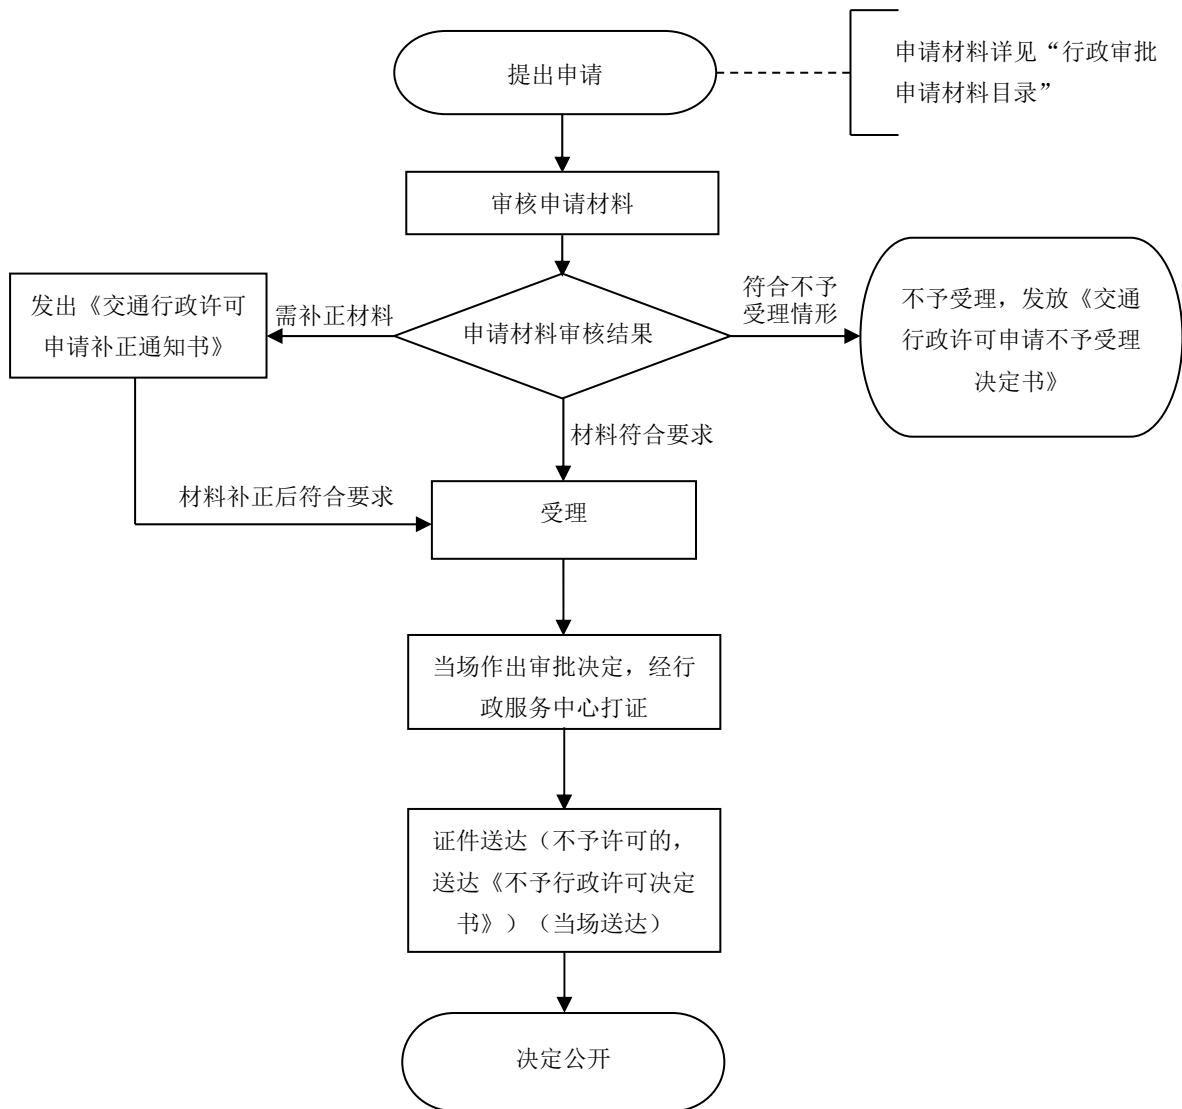 提出申请
申请材料详见“行政审批
申请材料目录”
审核申请材料
发出《交通行政许可
申请补正通知书》
需补正材料
申请材料审核结果
符合不予
受理情形
不予受理，发放《交通
行政许可申请不予受理
决定书》
材料符合要求
材料补正后符合要求
受理
当场作出审批决定，经行
政服务中心打证
证件送达（不予许可的，
送达《不予行政许可决定
书》）（当场送达）
决定公开